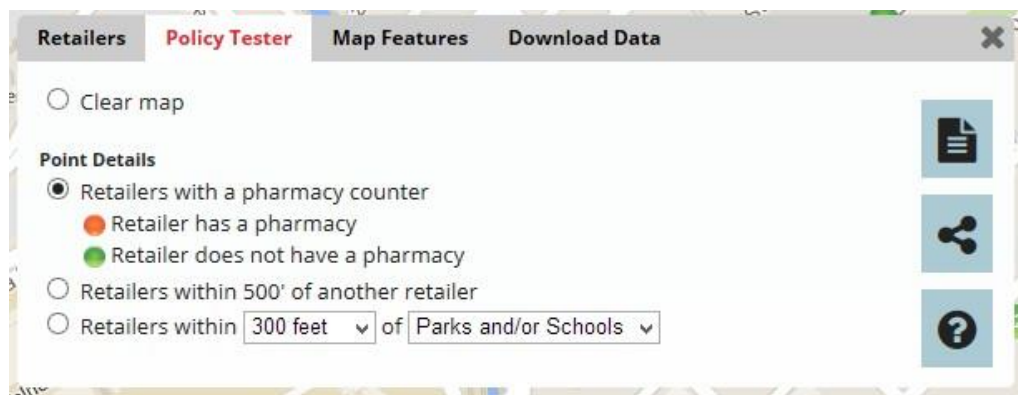 Retailers Policy Tester Map Features Download Data
Clear map
Point Details
Retailers with a pharmacy counter
Retailer has a pharmacy
Retailer does not have a pharmacy
Retailers within 500' of another retailer
Retailers within 300 feet of Parks and/or Schools